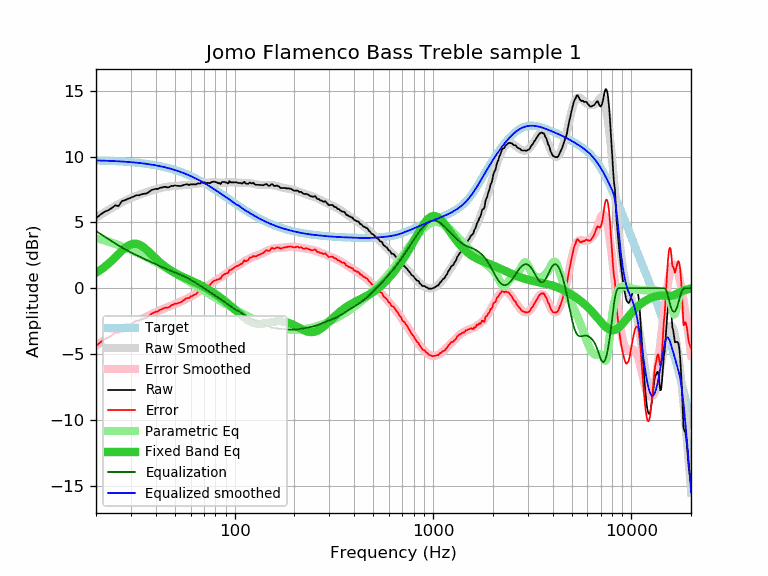 Jomo Flamenco Bass Treble sample 1
15
10
5
0
−5
−10
−15
Amplitude (dBr)
Target
Raw Smoothed
Error Smoothed
Raw
Error
Parametric Eq
Fixed Band Eq
Equalization
Equalized smoothed
100
1000
10000
Frequency (Hz)